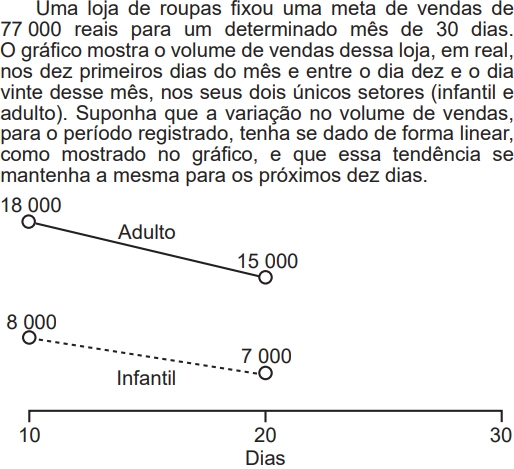 Uma loja de roupas fixou uma meta de vendas de
77 000 reais para um determinado mês de 30 dias.
O gráfico mostra o volume de vendas dessa loja, em real,
nos dez primeiros dias do mês e entre o dia dez e o dia
vinte desse mês, nos seus dois únicos setores (infantil e
adulto). Suponha que a variação no volume de vendas,
para o período registrado, tenha se dado de forma linear,
como mostrado no gráfico, e que essa tendência se
mantenha a mesma para os próximos dez dias.
18 000
Adulto
15 000
8 000
7 000
Infantil
10 20 30
Dias